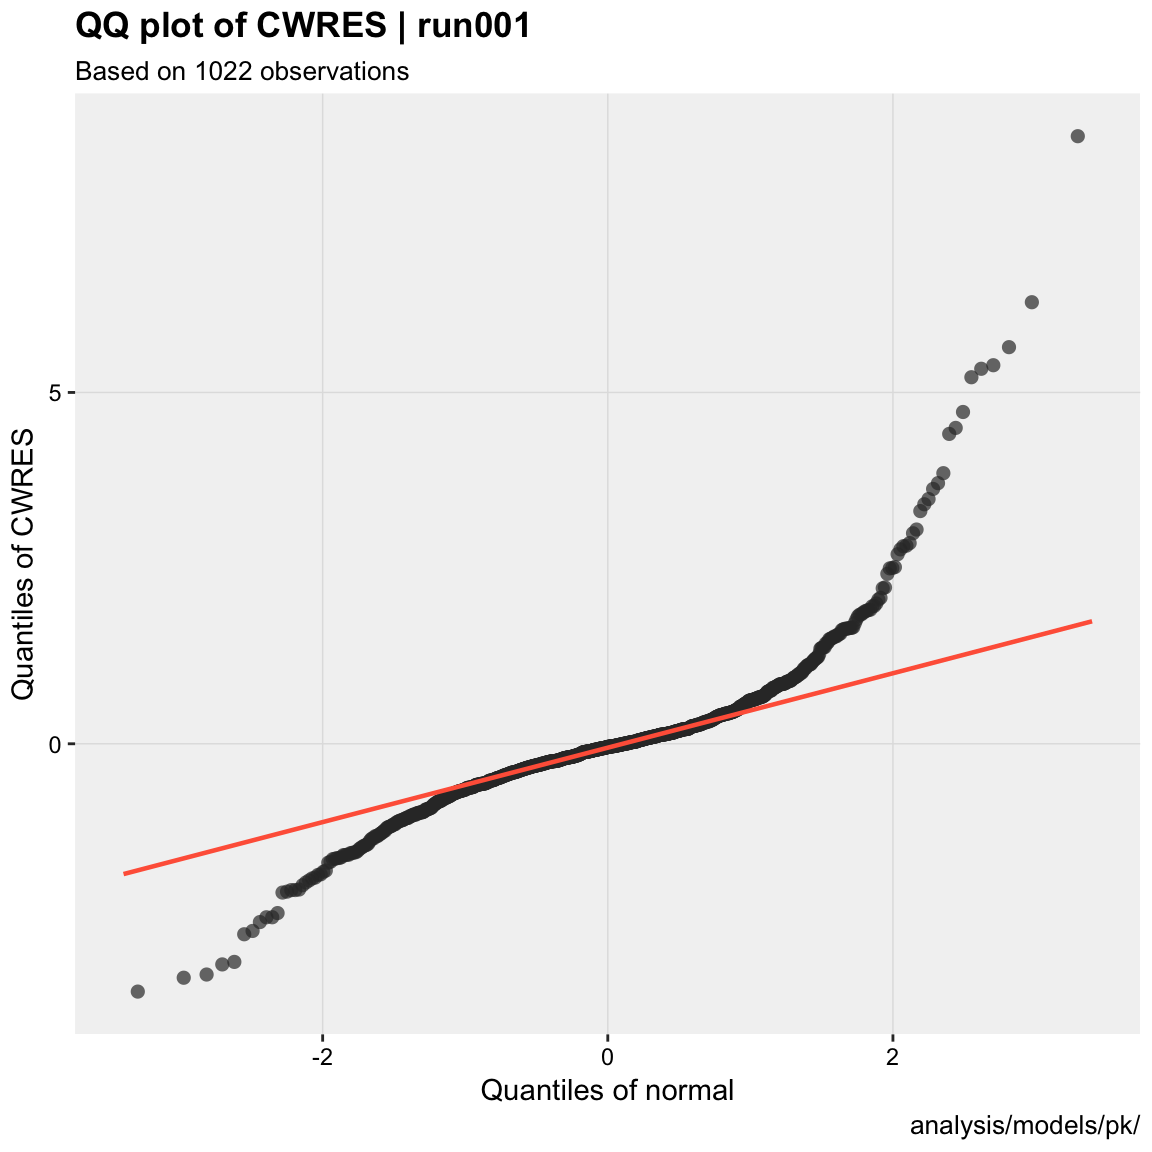 QQ plot of CWRES | run001
Based on 1022 observations
Quantiles of CWRES
5
0
-2
0
2
Quantiles of normal
analysis/models/pk/